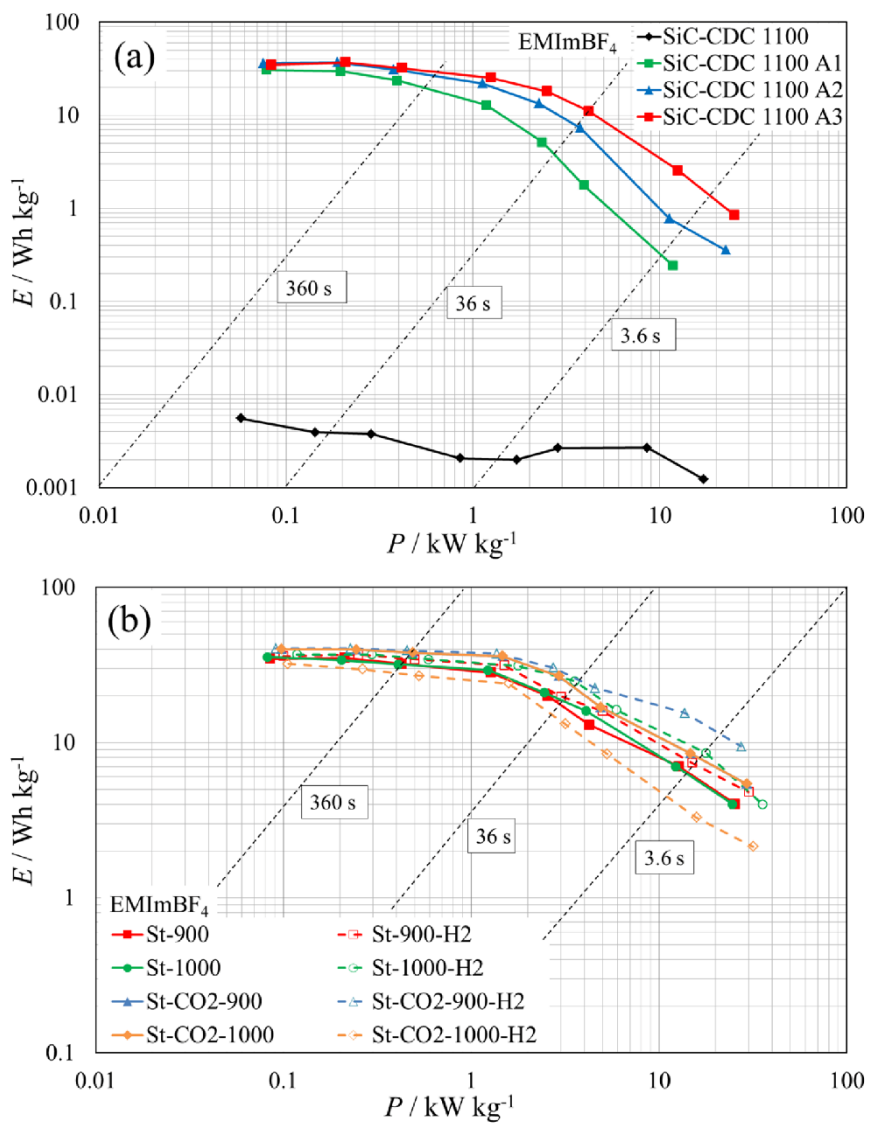 (a)
EMImBF4
SiC-CDC 1100
SiC-CDC 1100 A1
SiC-CDC 1100 A2
SiC-CDC 1100 A3
100
10
1
0.1
0.01
0.001
E / Wh kg-1
360 s
36 s
3.6 s
0.01
0.1
1
10
100
P / kW kg-1
(b)
100
10
1
0.1
E / Wh kg-1
360 s
36 s
3.6 s
EMImBF4
St-900
St-900-H2
St-1000
St-1000-H2
St-CO2-900
St-CO2-900-H2
St-CO2-1000
St-CO2-1000-H2
0.01
0.1
1
10
100
P / kW kg-1